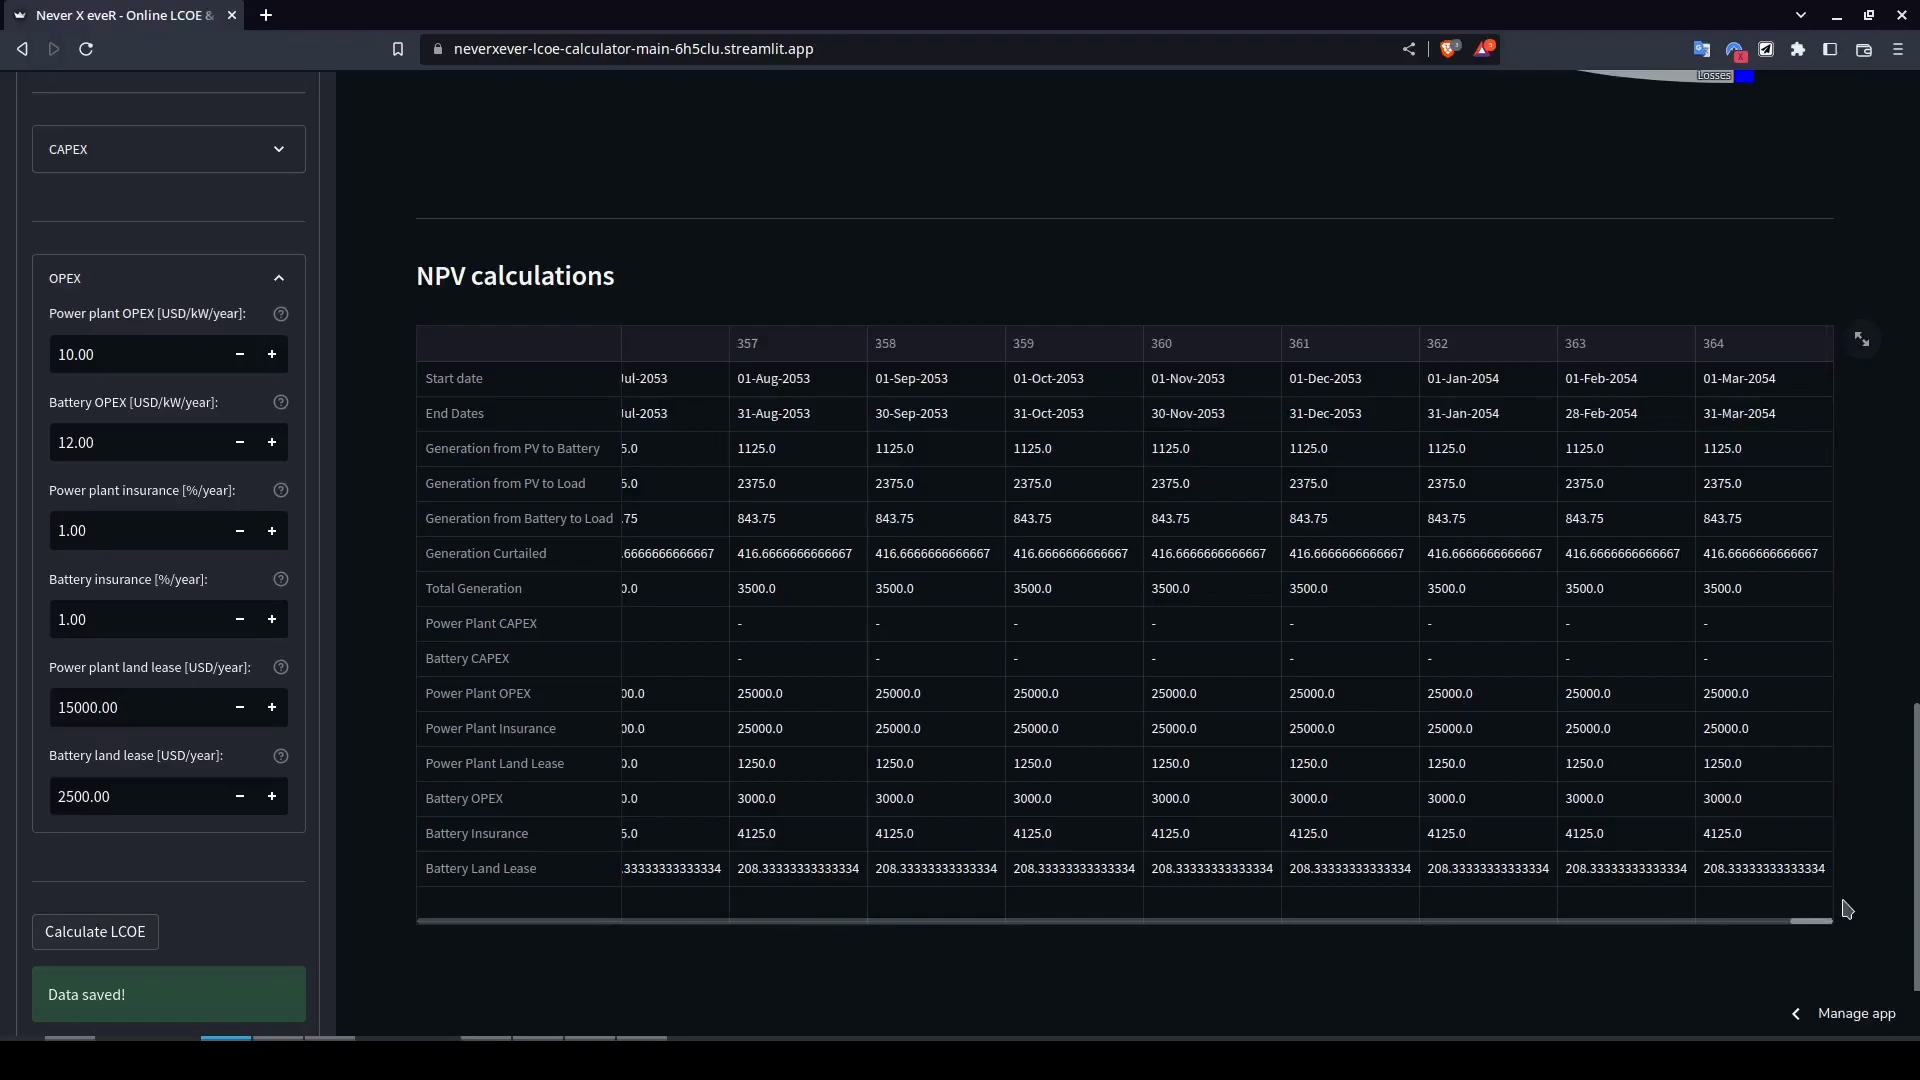 Never X eveR - Online LCOE &
neverxever-lcoe-calculator-main-6h5clu.streamlit.app
Losses
CAPEX
OPEX
Power plant OPEX [USD/kW/year]:
10.00
Battery OPEX [USD/kW/year]:
12.00
Power plant insurance [%/year]:
1.00
Battery insurance [%/year]:
1.00
Power plant land lease [USD/year]:
15000.00
Battery land lease [USD/year]:
2500.00
Calculate LCOE
Data saved!
NPV calculations
357 358 359 360 361 362 363 364
Start date Jul-2053 01-Aug-2053 01-Sep-2053 01-Oct-2053 01-Nov-2053 01-Dec-2053 01-Jan-2054 01-Feb-2054 01-Mar-2054
End Dates Jul-2053 31-Aug-2053 30-Sep-2053 31-Oct-2053 30-Nov-2053 31-Dec-2053 31-Jan-2054 28-Feb-2054 31-Mar-2054
Generation from PV to Battery 5.0 1125.0 1125.0 1125.0 1125.0 1125.0 1125.0 1125.0 1125.0
Generation from PV to Load 5.0 2375.0 2375.0 2375.0 2375.0 2375.0 2375.0 2375.0 2375.0
Generation from Battery to Load .75 843.75 843.75 843.75 843.75 843.75 843.75 843.75 843.75
Generation Curtailed .6666666666667 416.6666666666667 416.6666666666667 416.6666666666667 416.6666666666667 416.6666666666667 416.6666666666667 416.6666666666667 416.6666666666667
Total Generation 0.0 3500.0 3500.0 3500.0 3500.0 3500.0 3500.0 3500.0 3500.0
Power Plant CAPEX - - - - - - - -
Battery CAPEX - - - - - - - -
Power Plant OPEX 00.0 25000.0 25000.0 25000.0 25000.0 25000.0 25000.0 25000.0 25000.0
Power Plant Insurance 00.0 25000.0 25000.0 25000.0 25000.0 25000.0 25000.0 25000.0 25000.0
Power Plant Land Lease 0.0 1250.0 1250.0 1250.0 1250.0 1250.0 1250.0 1250.0 1250.0
Battery OPEX 0.0 3000.0 3000.0 3000.0 3000.0 3000.0 3000.0 3000.0 3000.0
Battery Insurance 5.0 4125.0 4125.0 4125.0 4125.0 4125.0 4125.0 4125.0 4125.0
Battery Land Lease .33333333333334 208.33333333333334 208.33333333333334 208.33333333333334 208.33333333333334 208.33333333333334 208.33333333333334 208.33333333333334 208.33333333333334
Manage app